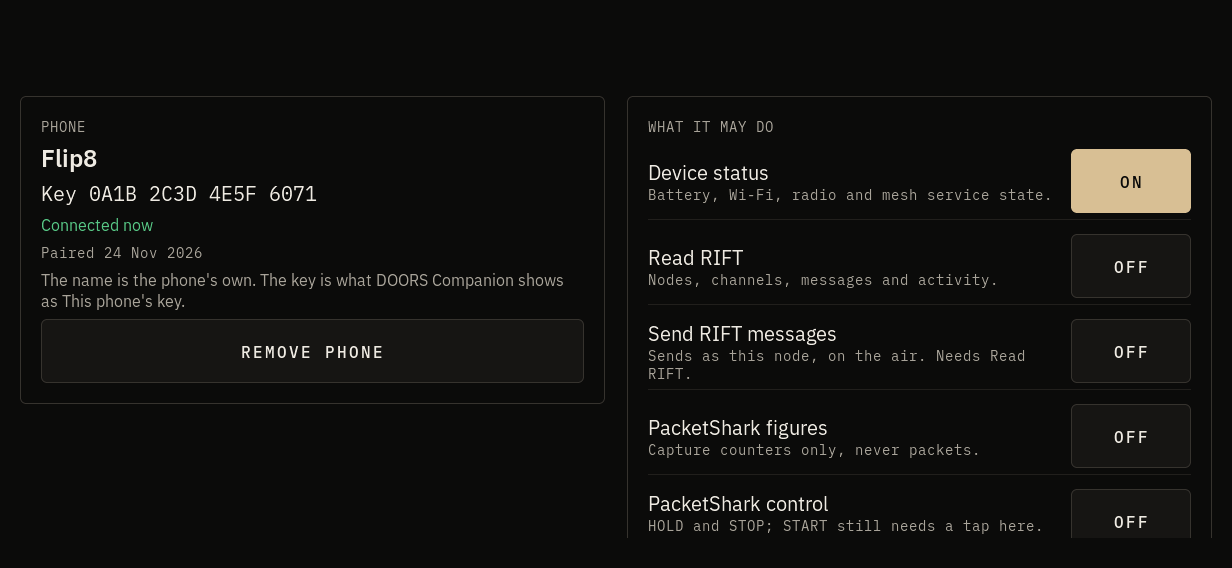 PHONE
Flip8
Key 0A1B 2C3D 4E5F 6071
Connected now
Paired 24 Nov 2026
The name is the phone's own. The key is what DOORS Companion shows
as This phone's key.
REMOVE PHONE
WHAT IT MAY DO
Device status
Battery, Wi-Fi, radio and mesh service state.
ON
Read RIFT
Nodes, channels, messages and activity.
OFF
Send RIFT messages
Sends as this node, on the air. Needs Read
RIFT.
OFF
PacketShark figures
Capture counters only, never packets.
OFF
PacketShark control
HOLD and STOP; START still needs a tap here.
OFF